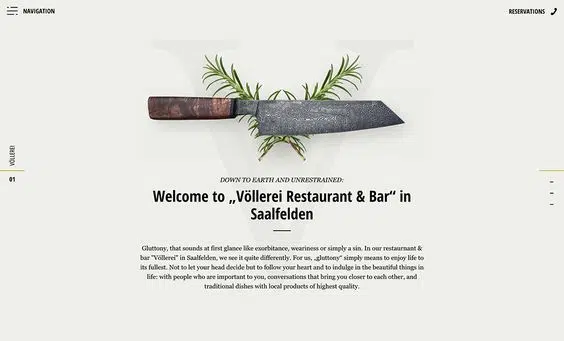 NAVIGATION
RESERVATIONS
V
VÖLLEREI
01
DOWN TO EARTH AND UNRESTRAINED:
Welcome to „Völlerei Restaurant & Bar“ in
Saalfelden
Gluttony, that sounds at first glance like exorbitance, weariness or simply a sin. In our restaurnant &
bar "Völlerei" in Saalfelden, we see it quite differently. For us, „gluttony“ simply means to enjoy life to
its fullest. Not to let your head decide but to follow your heart and to indulge in the beautiful things in
life: with people who are important to you, conversations that bring you closer to each other, and
traditional dishes with local products of highest quality.